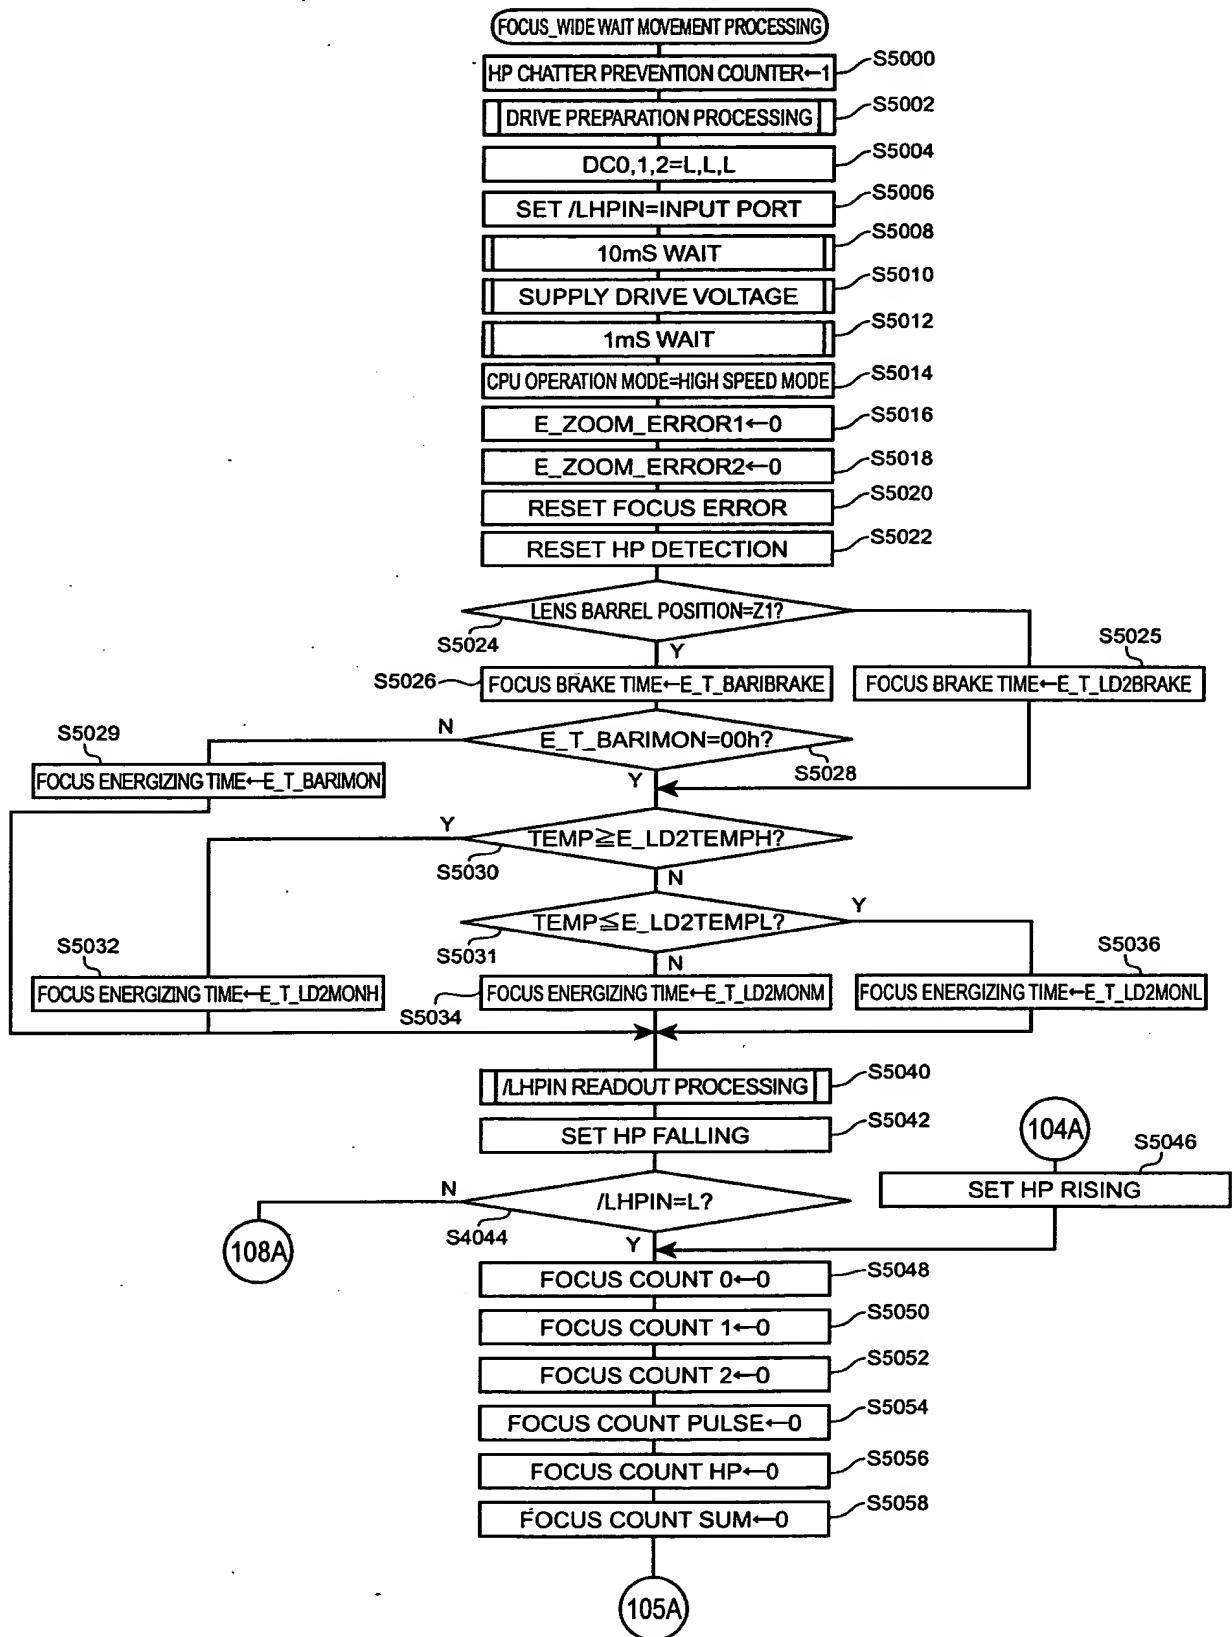 FOCUS_WIDE WAIT MOVEMENT PROCESSING
HP CHATTER PREVENTION COUNTER←1
S5000
DRIVE PREPARATION PROCESSING
S5002
DC0,1,2=L,L,L
S5004
SET /LHPIN=INPUT PORT
S5006
10mS WAIT
S5008
SUPPLY DRIVE VOLTAGE
S5010
1mS WAIT
S5012
CPU OPERATION MODE=HIGH SPEED MODE
S5014
E_ZOOM_ERROR1←0
S5016
E_ZOOM_ERROR2←0
S5018
RESET FOCUS ERROR
S5020
RESET HP DETECTION
S5022
LENS BARREL POSITION=Z1?
S5024
Y
S5025
S5026
FOCUS BRAKE TIME←E_T_BARIBRAKE
FOCUS BRAKE TIME←E_T_LD2BRAKE
N
E_T_BARIMON=00h?
S5028
S5029
Y
FOCUS ENERGIZING TIME←E_T_BARIMON
Y
TEMP≧E_LD2TEMPH?
S5030
N
TEMP≦E_LD2TEMPL?
Y
S5031
N
S5032
S5036
FOCUS ENERGIZING TIME←E_T_LD2MONH
FOCUS ENERGIZING TIME←E_T_LD2MONM
FOCUS ENERGIZING TIME←E_T_LD2MONL
S5034
/LHPIN READOUT PROCESSING
S5040
SET HP FALLING
S5042
104A
S5046
SET HP RISING
N
/LHPIN=L?
S4044
Y
108A
FOCUS COUNT 0←0
S5048
FOCUS COUNT 1←0
S5050
FOCUS COUNT 2←0
S5052
FOCUS COUNT PULSE←0
S5054
FOCUS COUNT HP←0
S5056
FOCUS COUNT SUM←0
S5058
105A